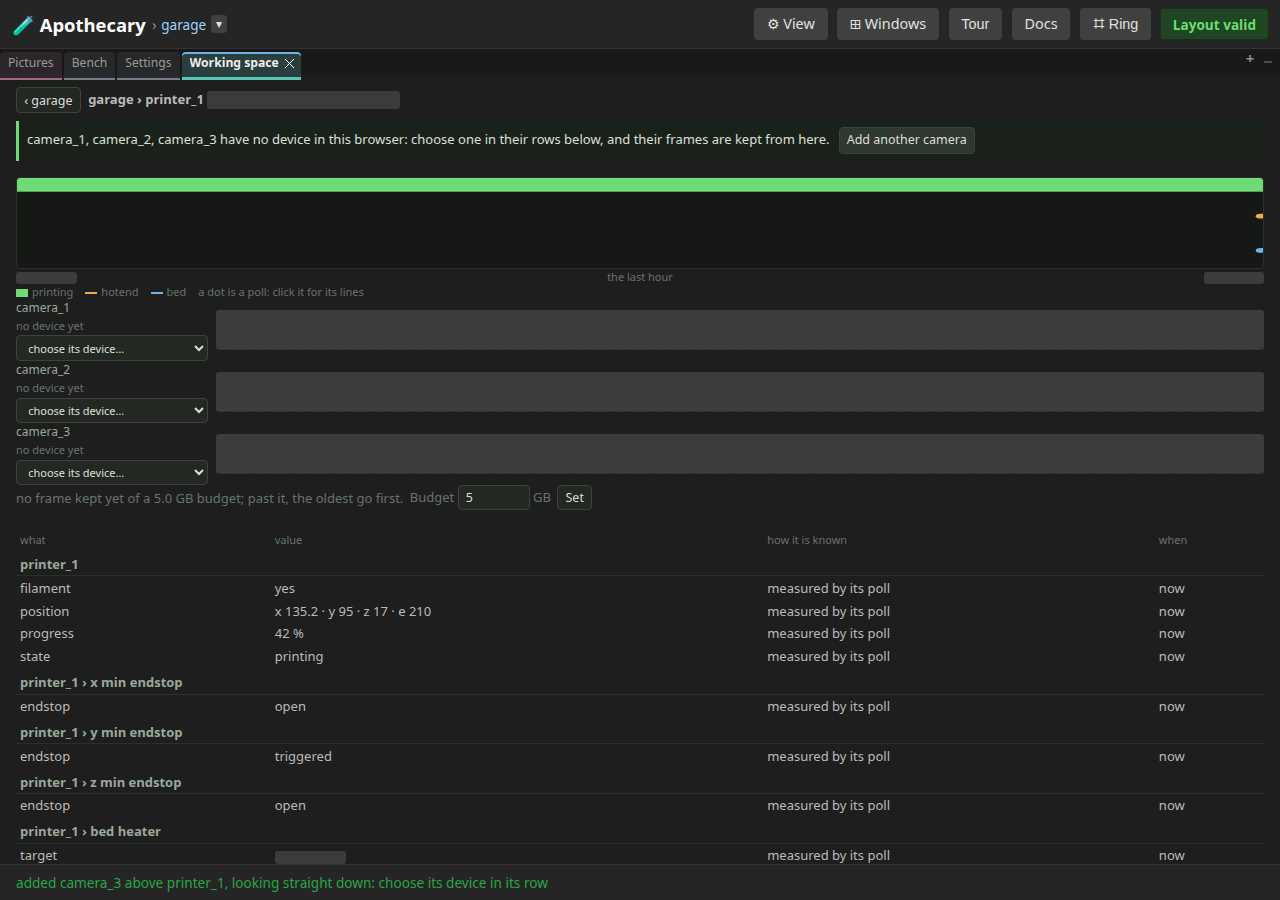 Apothecary › garage ▾
⚙ View
⊞ Windows
Tour
Docs
⌗ Ring
Layout valid
Pictures
Bench
Settings
Working space
‹ garage
garage › printer_1
camera_1, camera_2, camera_3 have no device in this browser: choose one in their rows below, and their frames are kept from here.
Add another camera
the last hour
printing
hotend
bed
a dot is a poll: click it for its lines
camera_1
no device yet
choose its device...
camera_2
no device yet
choose its device...
camera_3
no device yet
choose its device...
no frame kept yet of a 5.0 GB budget; past it, the oldest go first. Budget 5 GB Set
what value how it is known when
printer_1
filament yes measured by its poll now
position x 135.2 · y 95 · z 17 · e 210 measured by its poll now
progress 42 % measured by its poll now
state printing measured by its poll now
printer_1 › x min endstop
endstop open measured by its poll now
printer_1 › y min endstop
endstop triggered measured by its poll now
printer_1 › z min endstop
endstop open measured by its poll now
printer_1 › bed heater
target measured by its poll now
added camera_3 above printer_1, looking straight down: choose its device in its row